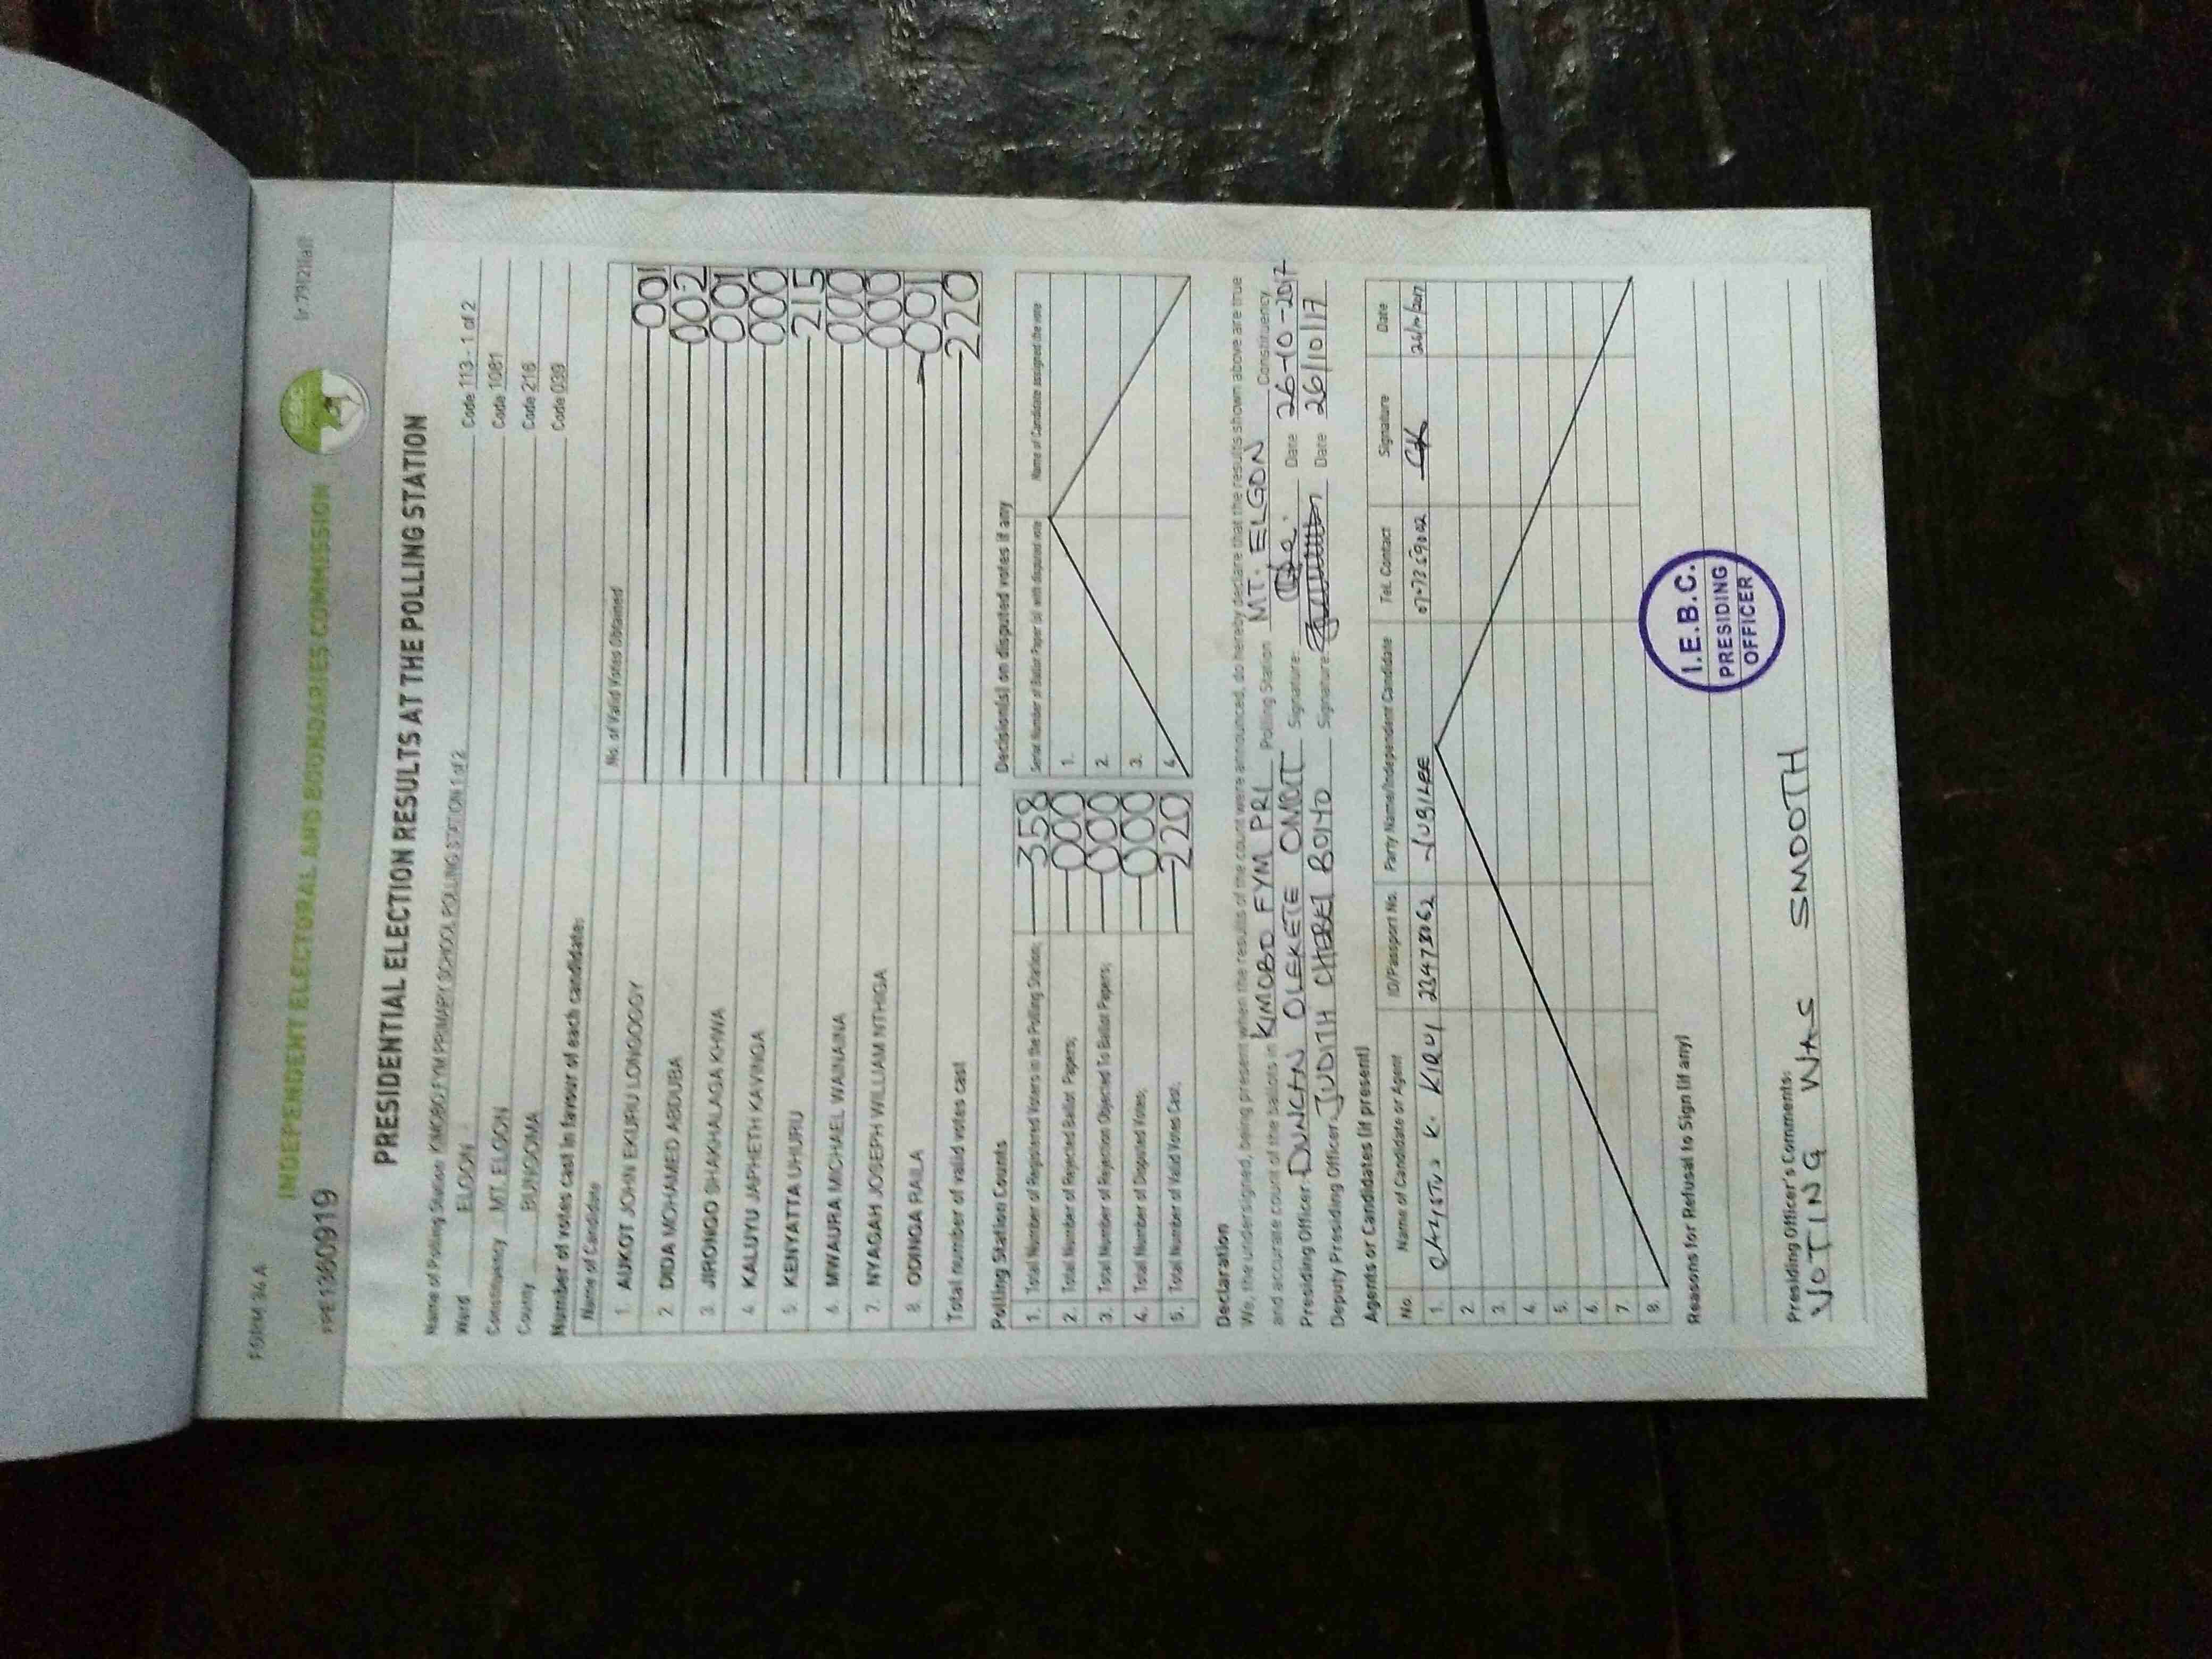 FORM 34 A
(r.79(2)(a))
INDEPENDENT ELECTORAL AND BOUNDARIES COMMISSION
PRESIDENTIAL ELECTION RESULTS AT THE POLLING STATION
Name of Polling Station KIMOBO FYM PRIMARY SCHOOL POLLING STATION 1 of 2 Code 113 - 1 of 2
Ward ELGON Code 1081
Constituency MT. ELGON Code 216
County BUNGOMA Code 039
Number of votes cast in favour of each candidate:
Name of Candidate No. of Valid Votes Obtained
1. AUKOT JOHN EKURU LONGOGGY 001
2. DIDA MOHAMED ABDUBA 002
3. JIRONGO SHAKHALAGA KHWA 001
4. KALUYU JAPHETH KAVINGA 000
5. KENYATTA UHURU 215
6. MWAURA MICHAEL WAINAINA 000
7. NYAGAH JOSEPH WILLIAM NTHIGA 000
8. ODINGA RAILA 001
Total number of valid votes cast 220
Polling Station Counts
1. Total Number of Registered Voters in the Polling Station; 358
2. Total Number of Rejected Ballot Papers; 000
3. Total Number of Rejection Objected To Ballot Papers; 000
4. Total Number of Disputed Votes; 000
5. Total Number of Valid Votes Cast; 220
Decision(s) on disputed votes if any
Serial Number of Ballot Paper (s) with disputed vote Name of Candidate assigned the vote
1.
2.
3.
4.
Declaration
We, the undersigned, being present when the results of the count were announced, do hereby declare that the results shown above are true
and accurate count of the ballots in KIMOBO FYM PRI Polling Station MT. ELGON Constituency
Presiding Officer DUNCAN OLEKETE OMOIT Signature: Date 26-10-2017
Deputy Presiding Officer JUDITH CHEBET BOIYO Signature: Date 26/10/17
Agents or Candidates (if present)
No. Name of Candidate or Agent ID/Passport No. Party Name/Independent Candidate Tel. Contact Signature Date
1. K. KIRUI JUBILEE
2.
3.
4.
5.
6.
7.
8.
Reasons for Refusal to Sign (if any)
I.E.B.C.
PRESIDING
OFFICER
Presiding Officer's Comments:
VOTING WAS SMOOTH